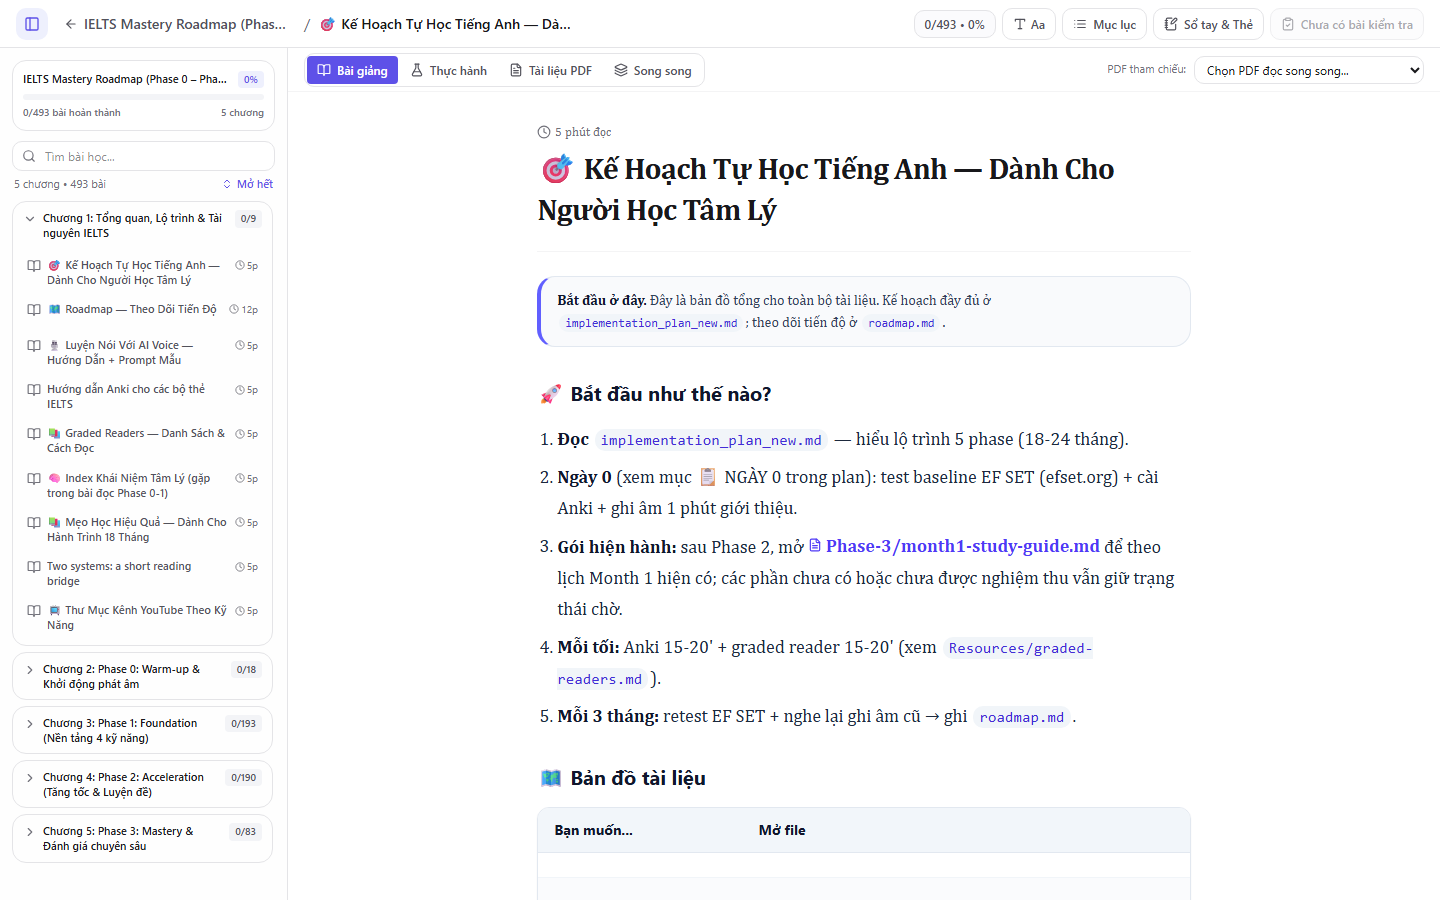 IELTS Mastery Roadmap (Phas...
/
🎯 Kế Hoạch Tự Học Tiếng Anh — Dà...
0/493 • 0%
Aa
Mục lục
Sổ tay & Thẻ
Chưa có bài kiểm tra
IELTS Mastery Roadmap (Phase 0 – Pha...
0%
0/493 bài hoàn thành
5 chương
Tìm bài học...
5 chương • 493 bài
Mở hết
Chương 1: Tổng quan, Lộ trình & Tài
nguyên IELTS
0/9
🎯 Kế Hoạch Tự Học Tiếng Anh —
Dành Cho Người Học Tâm Lý
5p
🗺️ Roadmap — Theo Dõi Tiến Độ
12p
🎙️ Luyện Nói Với AI Voice —
Hướng Dẫn + Prompt Mẫu
5p
Hướng dẫn Anki cho các bộ thẻ
IELTS
5p
📚 Graded Readers — Danh Sách &
Cách Đọc
5p
🧠 Index Khái Niệm Tâm Lý (gặp
trong bài đọc Phase 0-1)
5p
📚 Mẹo Học Hiệu Quả — Dành Cho
Hành Trình 18 Tháng
5p
Two systems: a short reading
bridge
5p
📺 Thư Mục Kênh YouTube Theo Kỹ
Năng
5p
Chương 2: Phase 0: Warm-up &
Khởi động phát âm
0/18
Chương 3: Phase 1: Foundation
(Nền tảng 4 kỹ năng)
0/193
Chương 4: Phase 2: Acceleration
(Tăng tốc & Luyện đề)
0/190
Chương 5: Phase 3: Mastery &
Đánh giá chuyên sâu
0/83
Bài giảng
Thực hành
Tài liệu PDF
Song song
PDF tham chiếu:
Chọn PDF đọc song song...
5 phút đọc
🎯 Kế Hoạch Tự Học Tiếng Anh — Dành Cho
Người Học Tâm Lý
Bắt đầu ở đây. Đây là bản đồ tổng cho toàn bộ tài liệu. Kế hoạch đầy đủ ở
implementation_plan_new.md ; theo dõi tiến độ ở roadmap.md .
🚀 Bắt đầu như thế nào?
1. Đọc implementation_plan_new.md — hiểu lộ trình 5 phase (18-24 tháng).
2. Ngày 0 (xem mục 📋 NGÀY 0 trong plan): test baseline EF SET (efset.org) + cài
Anki + ghi âm 1 phút giới thiệu.
3. Gói hiện hành: sau Phase 2, mở Phase-3/month1-study-guide.md để theo
lịch Month 1 hiện có; các phần chưa có hoặc chưa được nghiệm thu vẫn giữ trạng
thái chờ.
4. Mỗi tối: Anki 15-20' + graded reader 15-20' (xem Resources/graded-
readers.md ).
5. Mỗi 3 tháng: retest EF SET + nghe lại ghi âm cũ → ghi roadmap.md .
🗺️ Bản đồ tài liệu
Bạn muốn...
Mở file